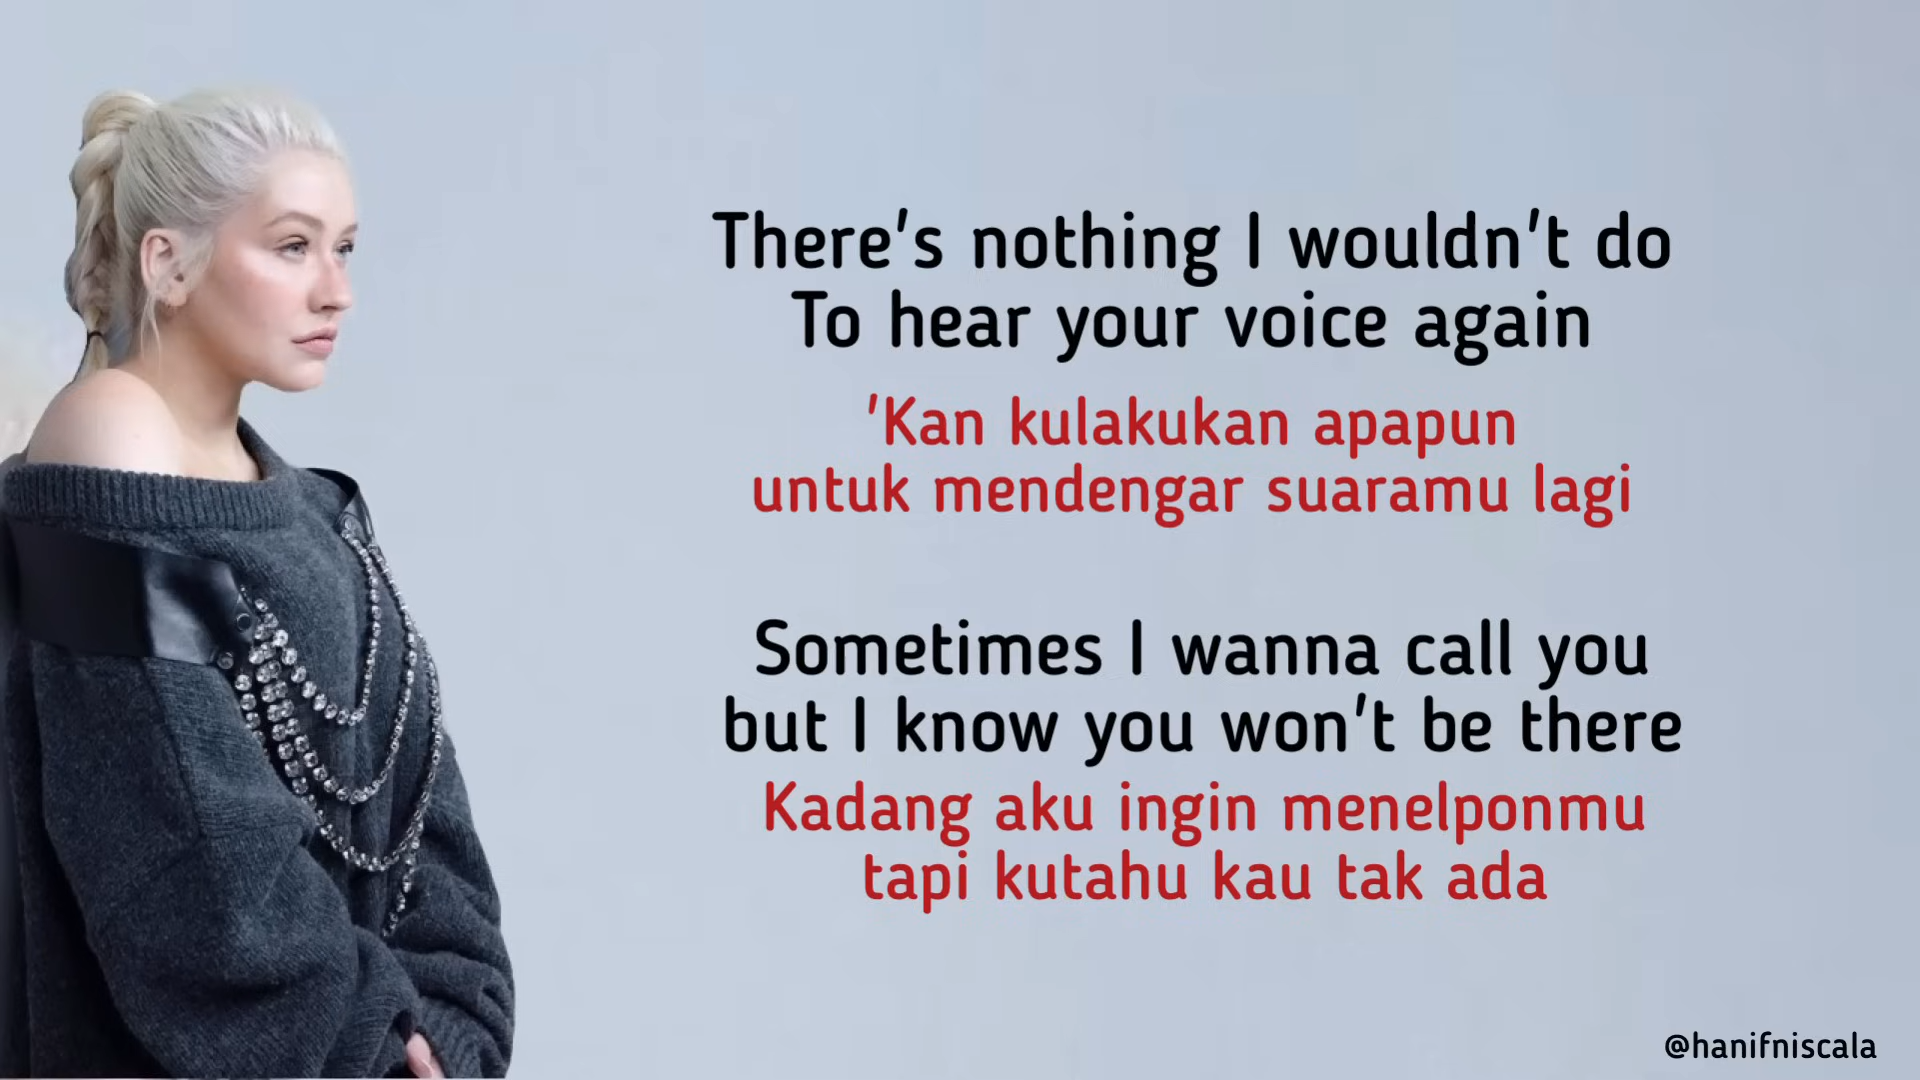 There's nothing I wouldn't do
To hear your voice again
'Kan kulakukan apapun
untuk mendengar suaramu lagi
Sometimes I wanna call you
but I know you won't be there
Kadang aku ingin menelponmu
tapi kutahu kau tak ada
@hanifniscala